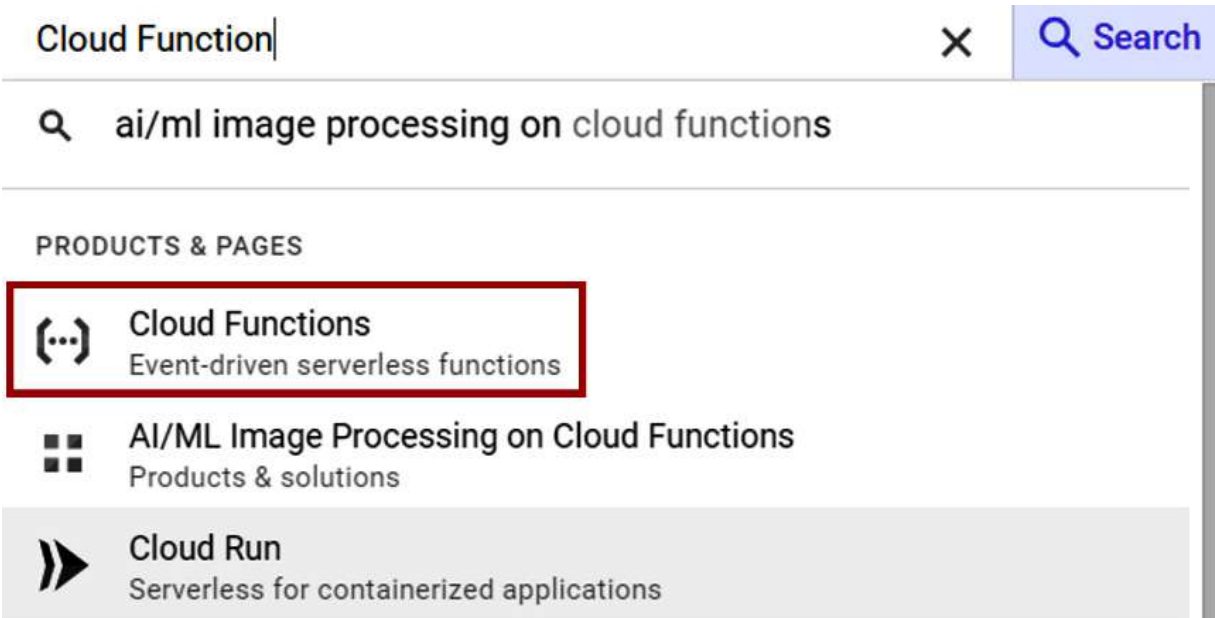 Cloud Function
Search
ai/ml image processing on cloud functions
PRODUCTS & PAGES
Cloud Functions
Event-driven serverless functions
AI/ML Image Processing on Cloud Functions
Products & solutions
Cloud Run
Serverless for containerized applications